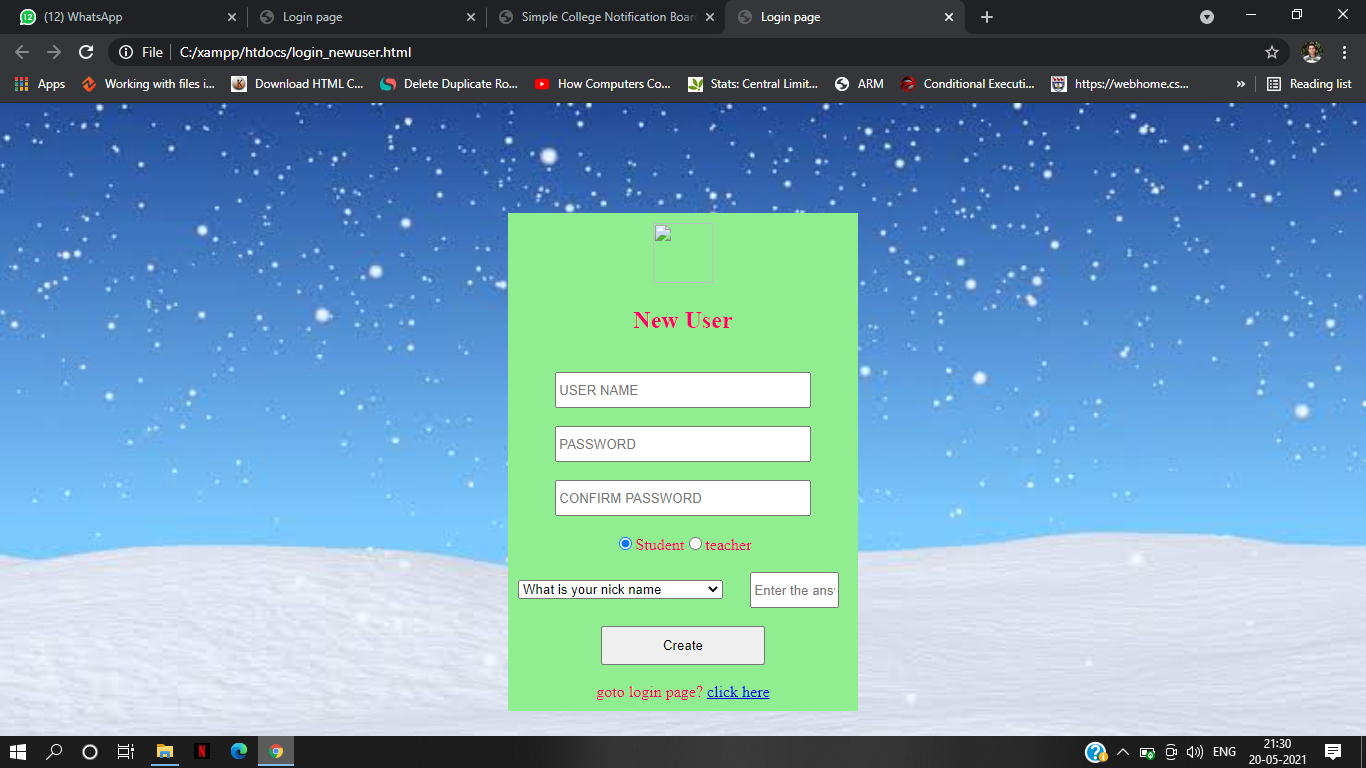 12 (12) WhatsApp Login page Simple College Notification Boar Login page
File C:/xampp/htdocs/login_newuser.html
Apps Working with files i... Download HTML C... Delete Duplicate Ro... How Computers Co... Stats: Central Limit... ARM Conditional Executi... https://webhome.cs... » Reading list
New User
USER NAME
PASSWORD
CONFIRM PASSWORD
Student teacher
What is your nick name Enter the ans
Create
goto login page? click here
N ENG 21:30
20-05-2021